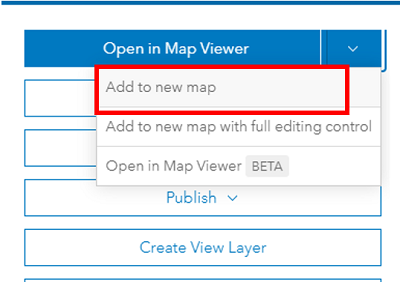 Open in Map Viewer
Add to new map
Add to new map with full editing control
Open in Map Viewer BETA
Publish
Create View Layer